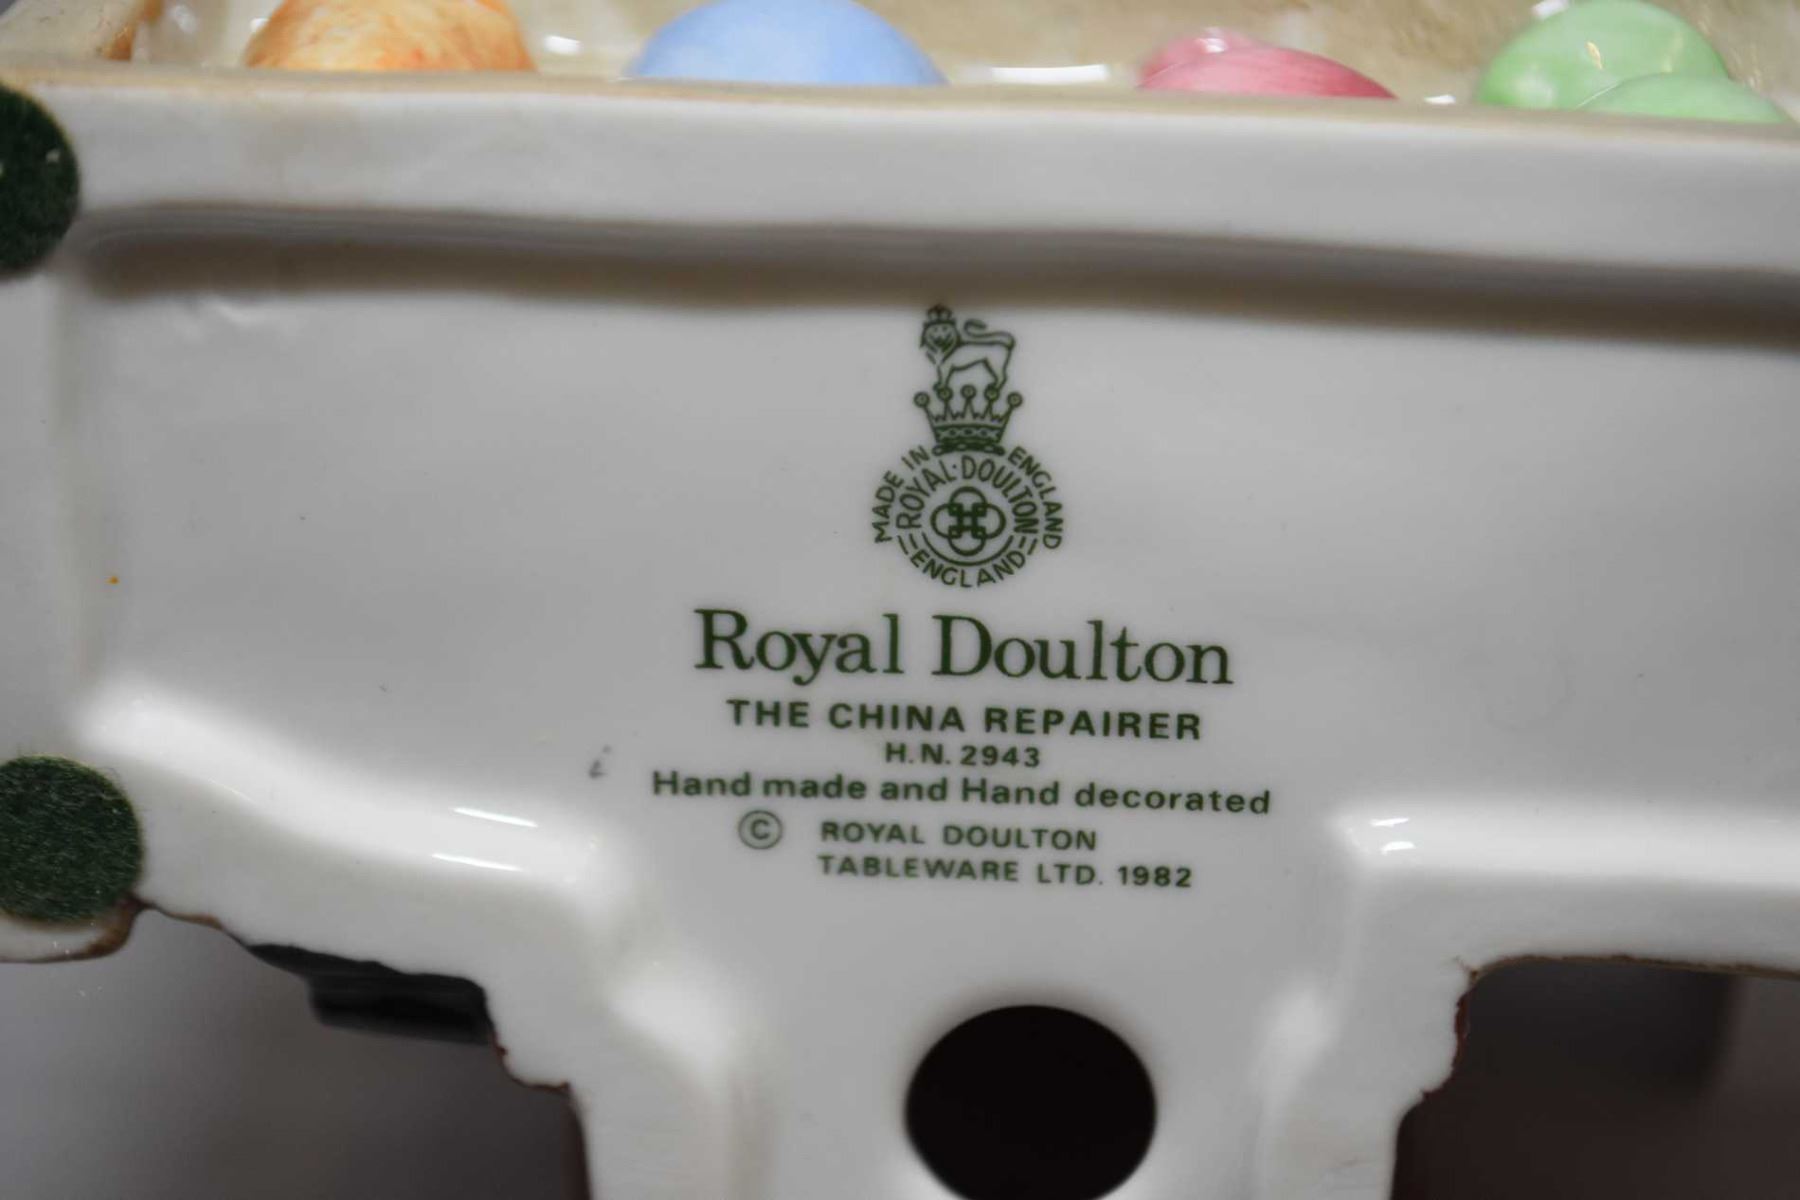 MADE IN ENGLAND
ROYAL·DOULTON
ENGLAND
Royal Doulton
THE CHINA REPAIRER
H.N. 2943
Hand made and Hand decorated
© ROYAL DOULTON
TABLEWARE LTD. 1982